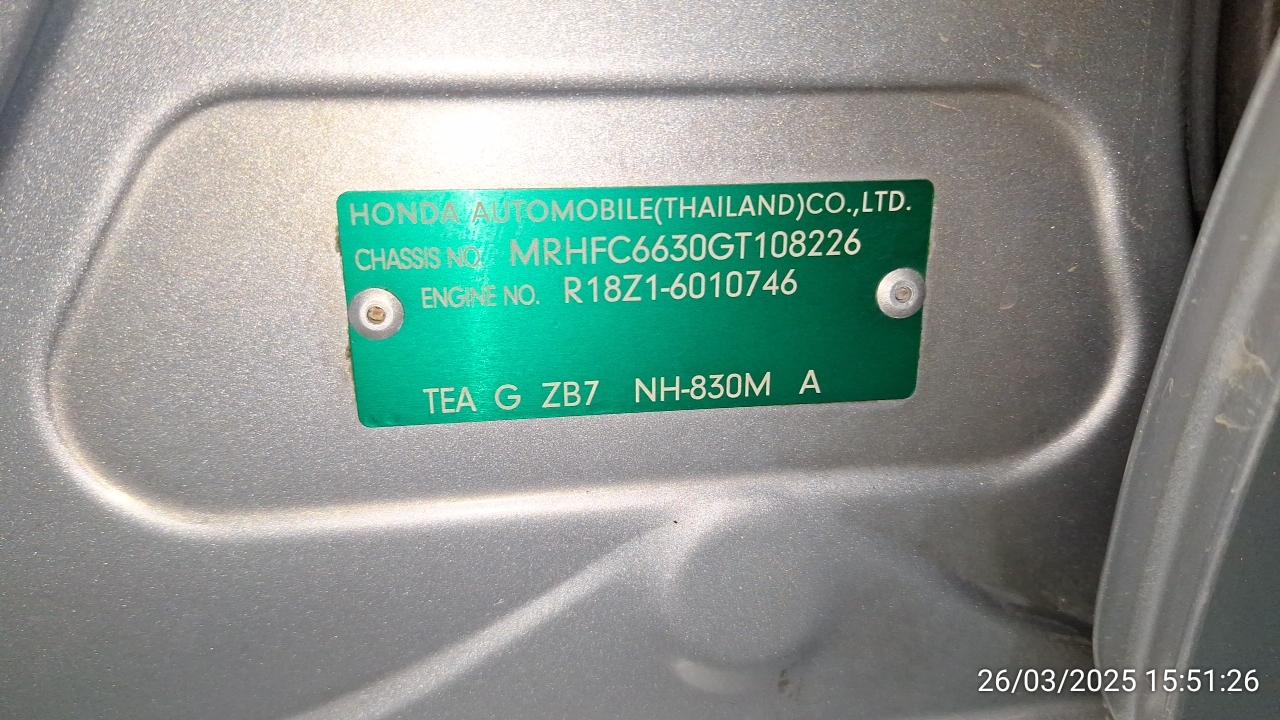 HONDA AUTOMOBILE(THAILAND)CO.,LTD.
CHASSIS NO. MRHFC6630GT108226
ENGINE NO. R18Z1-6010746
TEA G ZB7 NH-830M A
26/03/2025 15:51:26